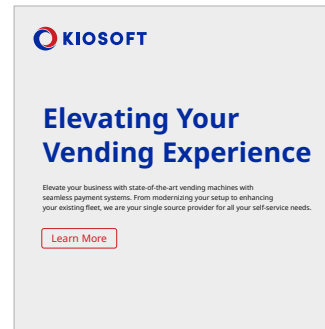 KIOSOFT
Elevating Your
Vending Experience
Elevate your business with state-of-the-art vending machines with
seamless payment systems. From modernizing your setup to enhancing
your existing fleet, we are your single source provider for all your self-service needs.
Learn More